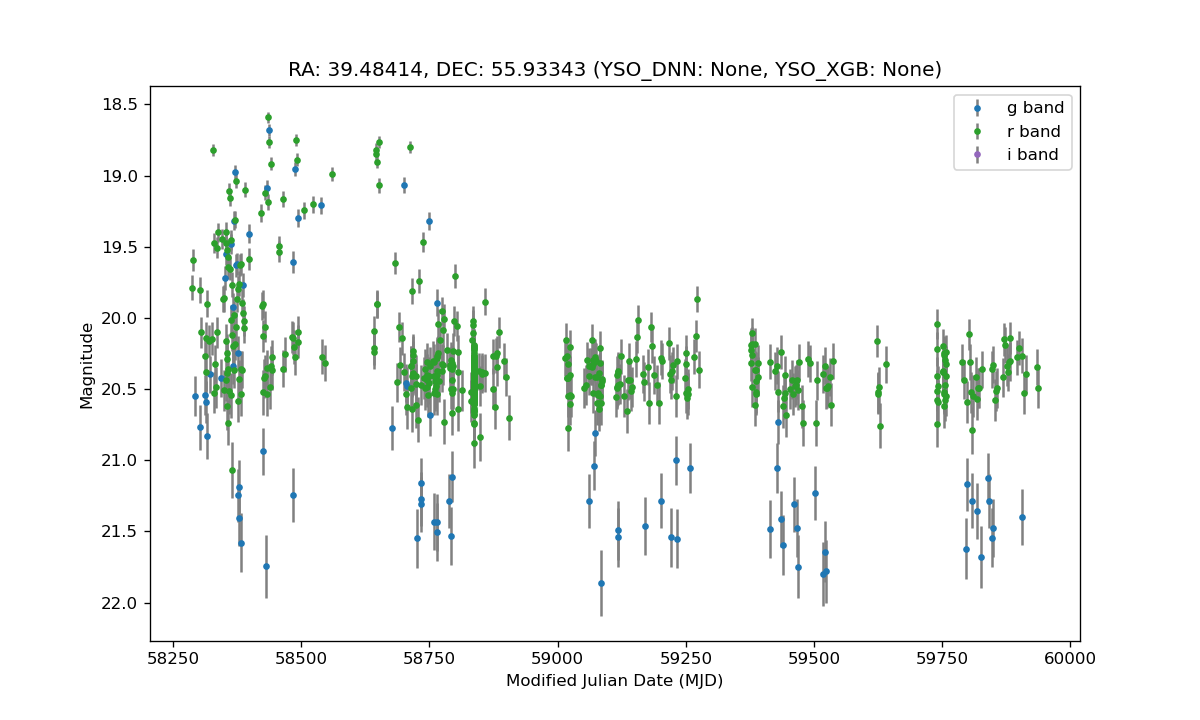 RA: 39.48414, DEC: 55.93343 (YSO_DNN: None, YSO_XGB: None)
g band
r band
i band
Magnitude
18.5
19.0
19.5
20.0
20.5
21.0
21.5
22.0
58250 58500 58750 59000 59250 59500 59750 60000
Modified Julian Date (MJD)